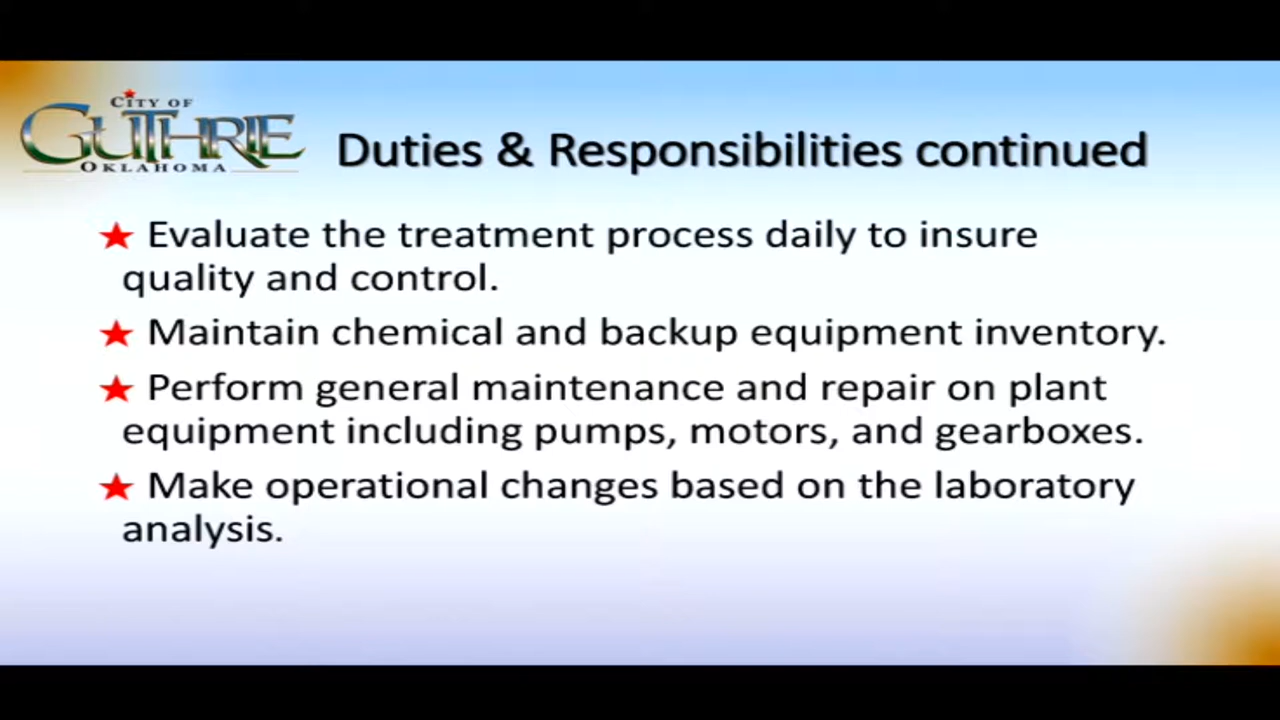 CITY OF
GUTHRIE
OKLAHOMA
Duties & Responsibilities continued
Evaluate the treatment process daily to insure
quality and control.
Maintain chemical and backup equipment inventory.
Perform general maintenance and repair on plant
equipment including pumps, motors, and gearboxes.
Make operational changes based on the laboratory
analysis.